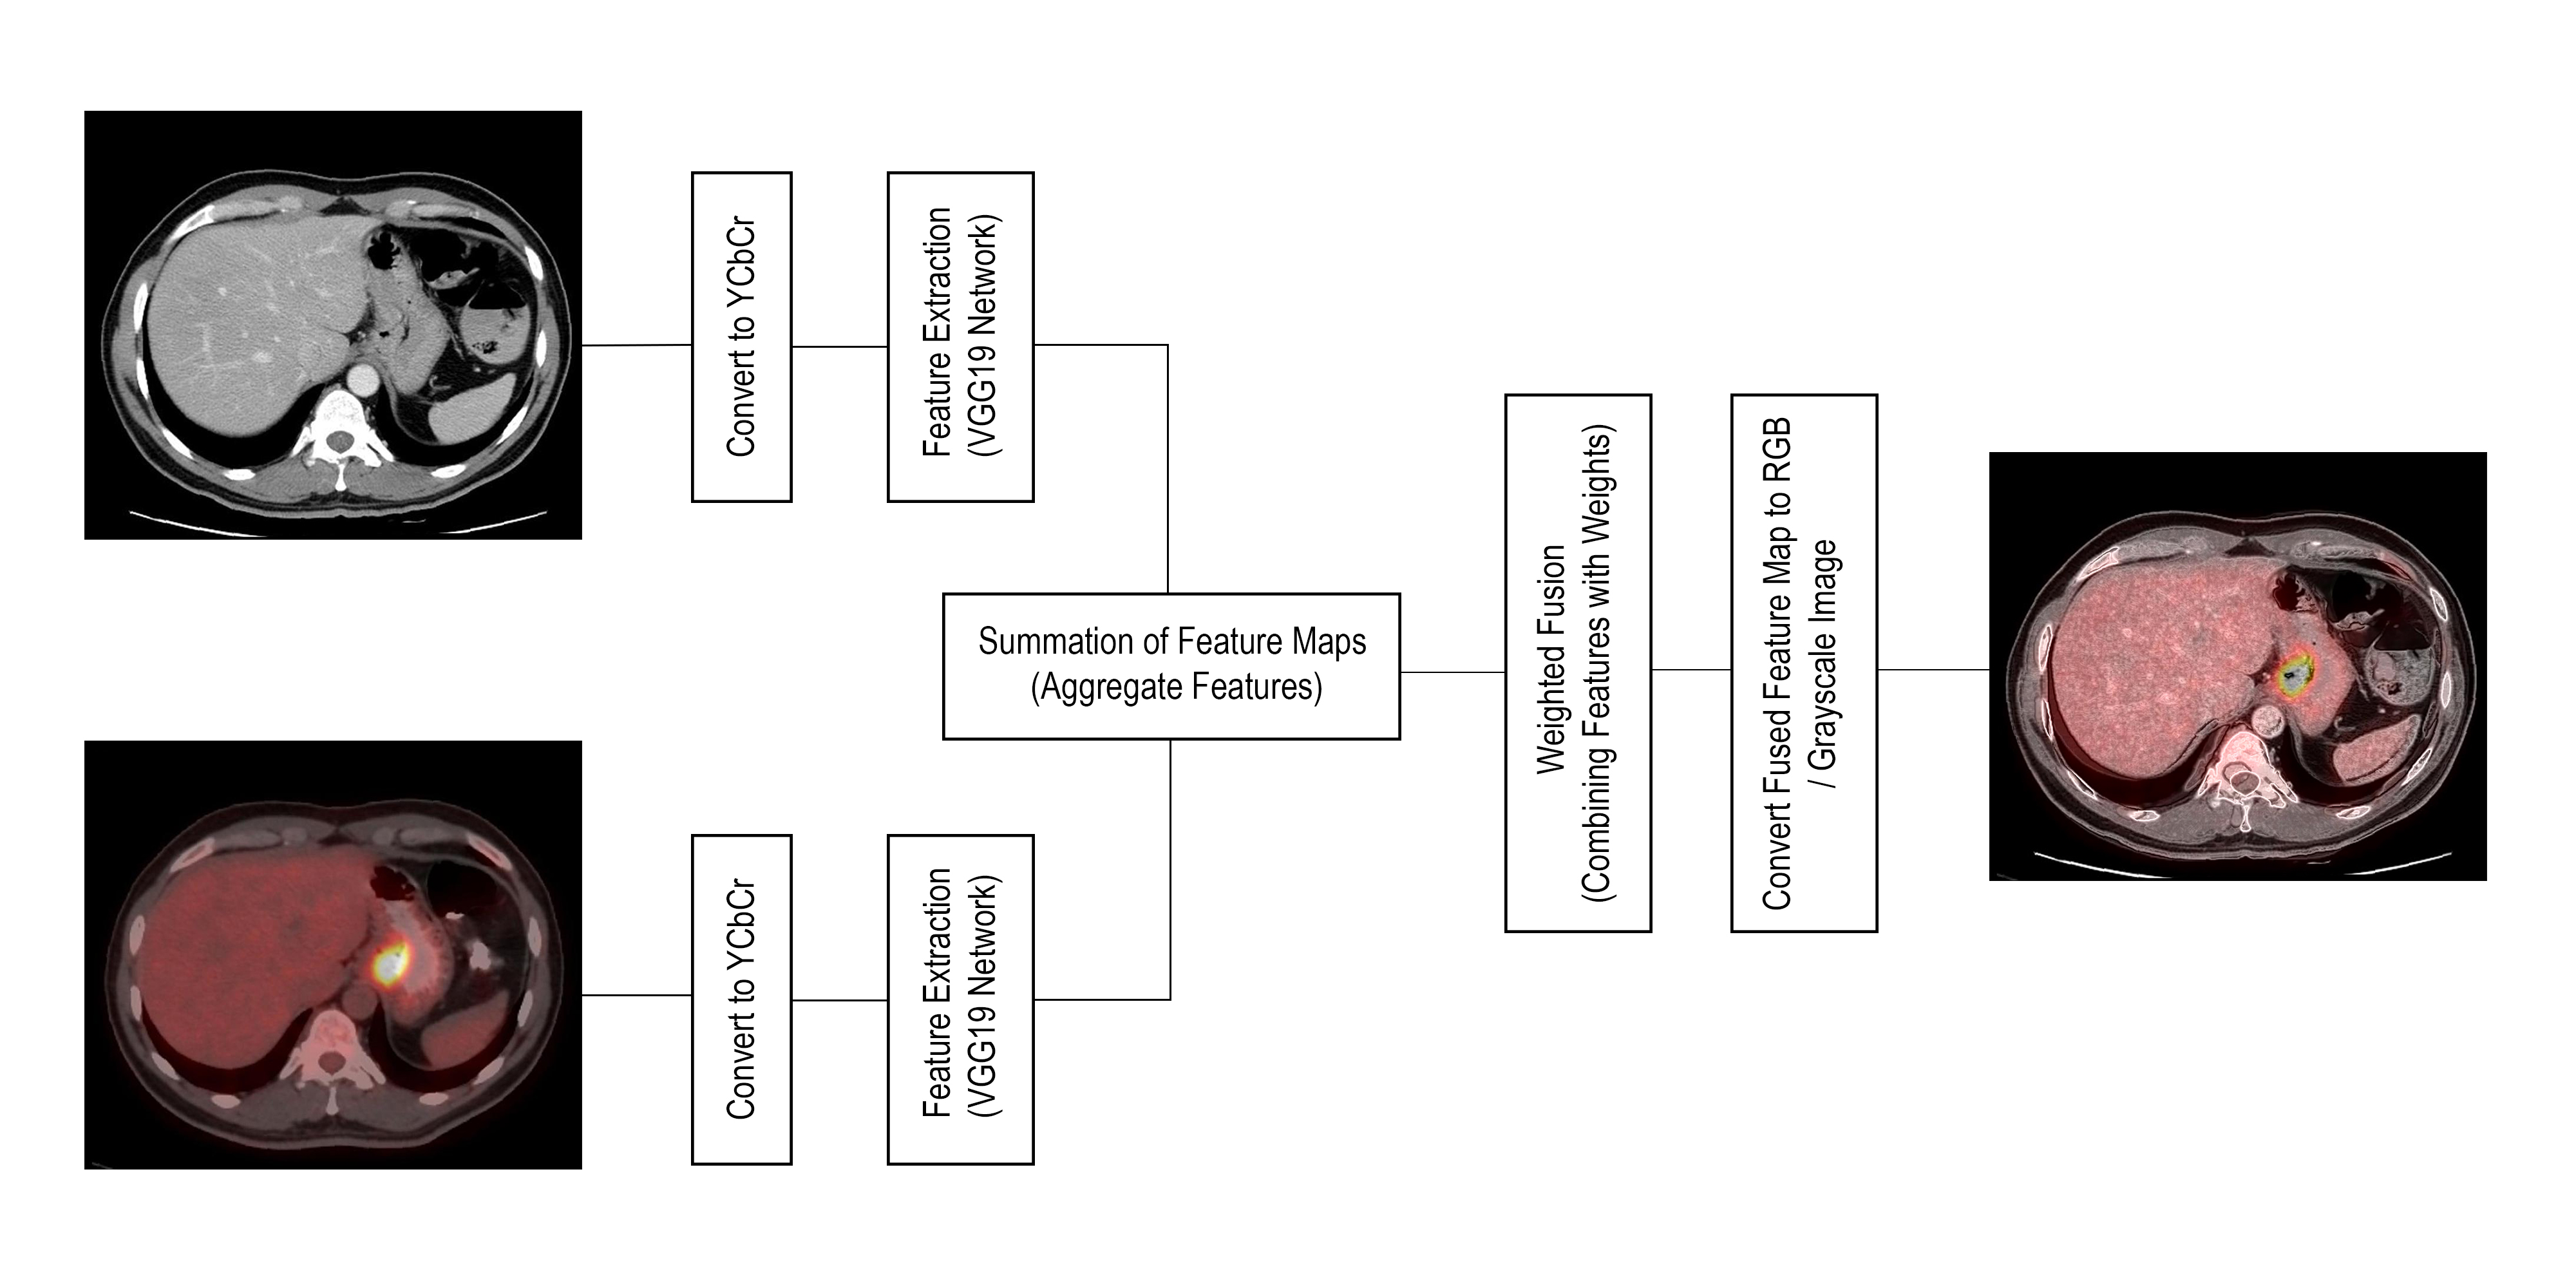 Convert to YCbCr
Feature Extraction
(VGG19 Network)
Summation of Feature Maps
(Aggregate Features)
Convert to YCbCr
Feature Extraction
(VGG19 Network)
Weighted Fusion
(Combining Features with Weights)
Convert Fused Feature Map to RGB
/ Grayscale Image